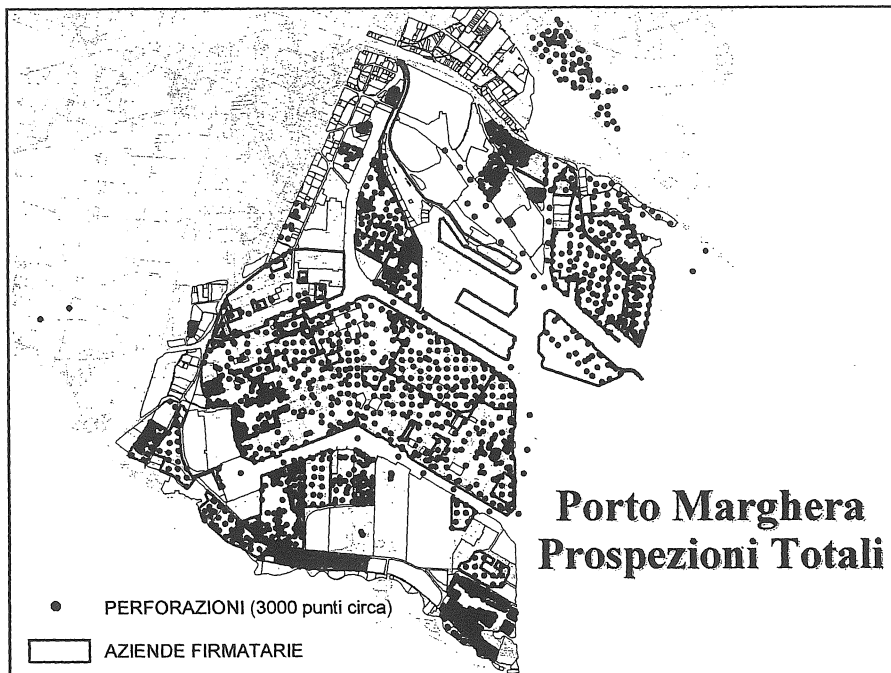 Porto Marghera
Prospezioni Totali
PERFORAZIONI (3000 punti circa)
AZIENDE FIRMATARIE